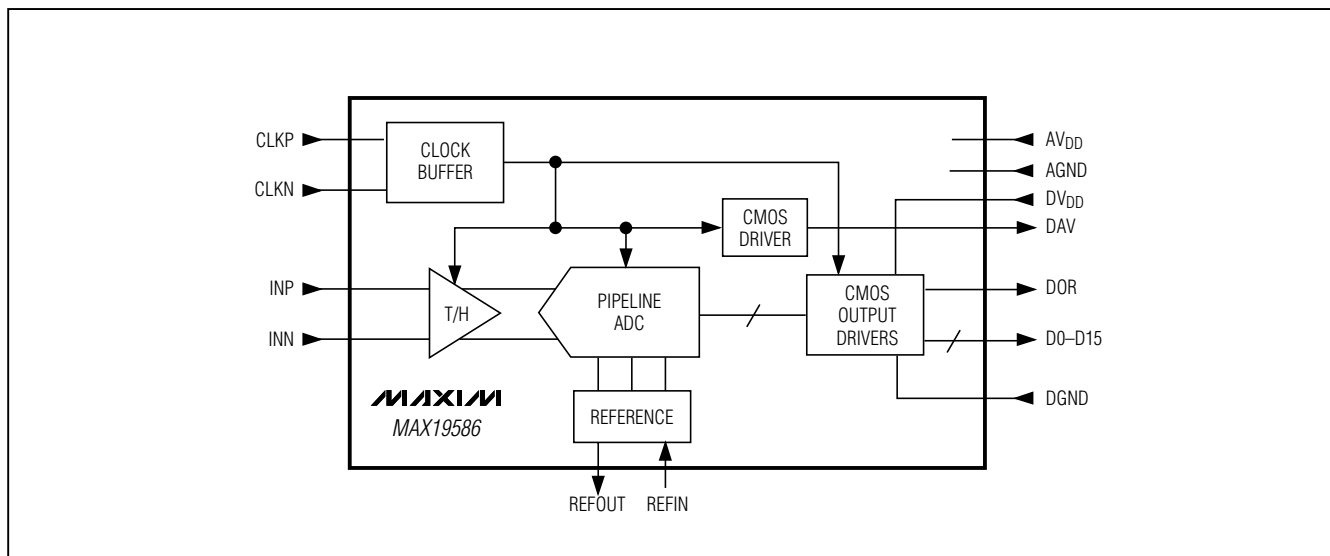 CLKP
CLKN
CLOCK
BUFFER
AVDD
AGND
DVDD
DAV
CMOS
DRIVER
INP
INN
T/H
PIPELINE
ADC
CMOS
OUTPUT
DRIVERS
DOR
D0–D15
DGND
MAXIM
MAX19586
REFERENCE
REFOUT
REFIN